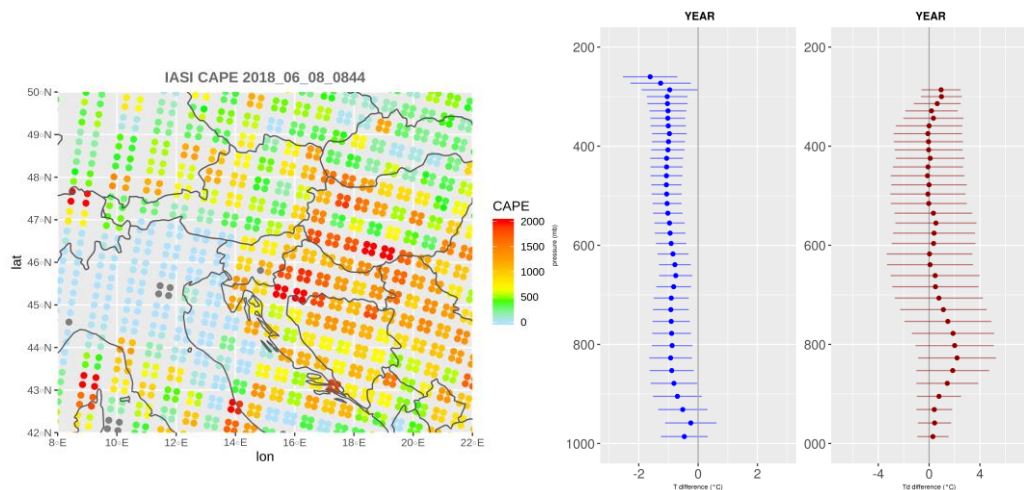 IASI CAPE 2018_06_08_0844
50°N
49°N
48°N
47°N
46°N
45°N
44°N
43°N
42°N
8°E 10°E 12°E 14°E 16°E 18°E 20°E 22°E
lon
lat
CAPE
2000
1500
1000
500
0
YEAR
200
400
600
800
1000
pressure (mb)
-2 0 2
T difference (°C)
YEAR
200
400
600
800
000
-4 0 4
Td difference (°C)